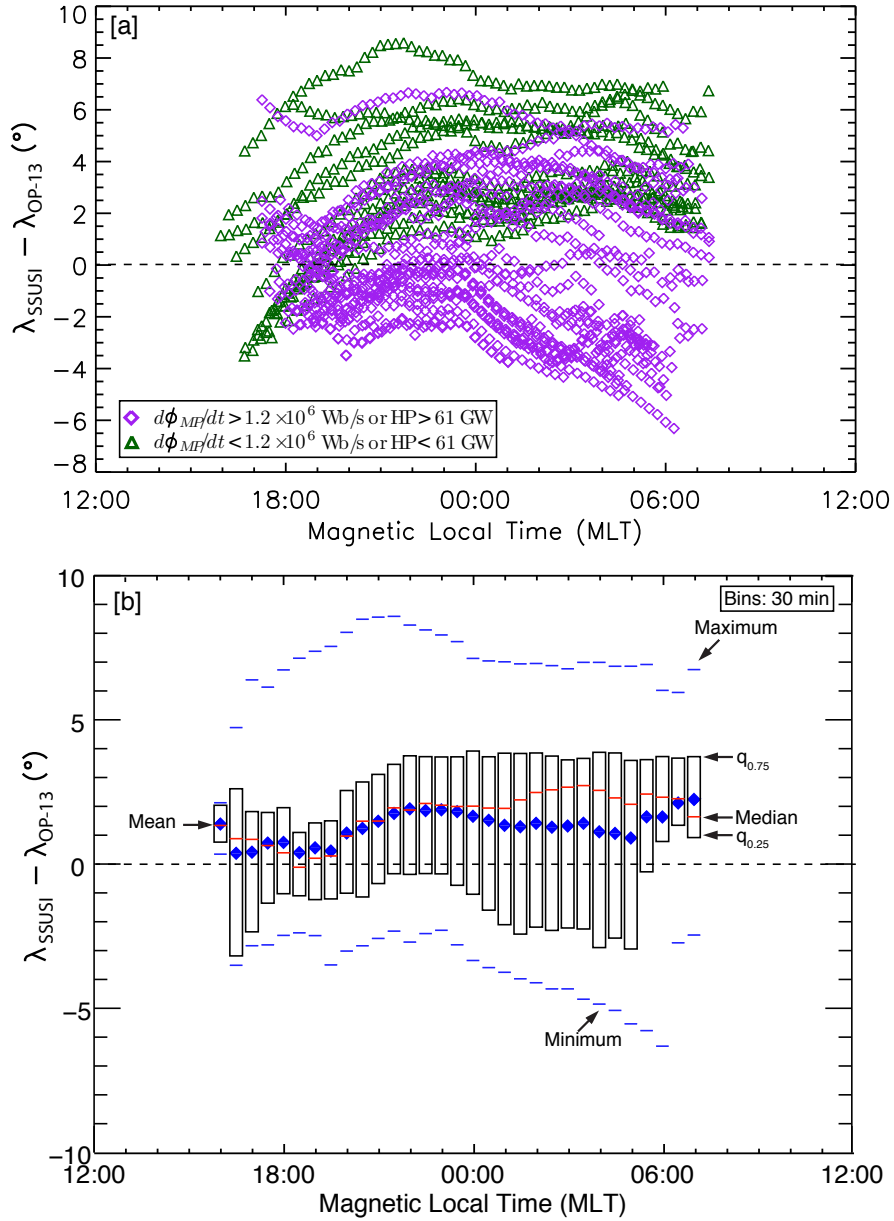 [a]
10
8
6
4
2
0
−2
−4
−6
−8
λSSUSI − λOP-13 (°)
dϕMP/dt > 1.2 ×10⁶ Wb/s or HP > 61 GW
dϕMP/dt < 1.2 ×10⁶ Wb/s or HP < 61 GW
12:00 18:00 00:00 06:00 12:00
Magnetic Local Time (MLT)
[b]
Bins: 30 min
10
5
0
−5
−10
λSSUSI − λOP-13 (°)
Maximum
q0.75
Mean
Median
q0.25
Minimum
12:00 18:00 00:00 06:00 12:00
Magnetic Local Time (MLT)